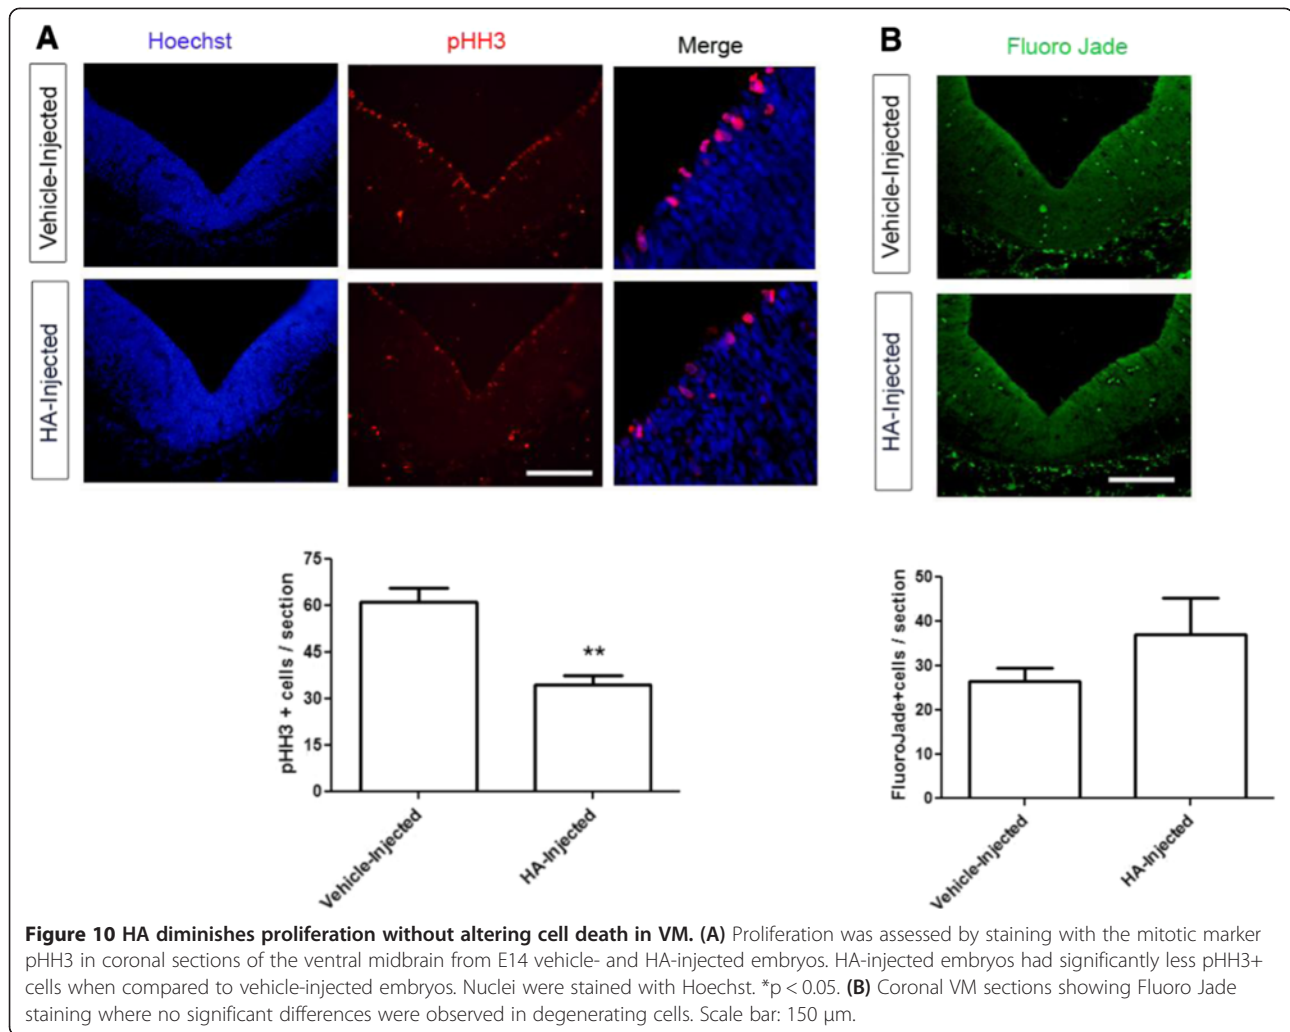 A
Hoechst
pHH3
Merge
B
Fluoro Jade
Vehicle-Injected
HA-Injected
Vehicle-Injected
HA-Injected
pHH3 + cells / section
75
60
45
30
15
0
**
Vehicle-Injected
HA-Injected
FluoroJade+cells / section
50
40
30
20
10
0
Vehicle-Injected
HA-Injected
Figure 10 HA diminishes proliferation without altering cell death in VM. (A) Proliferation was assessed by staining with the mitotic marker
pHH3 in coronal sections of the ventral midbrain from E14 vehicle- and HA-injected embryos. HA-injected embryos had significantly less pHH3+
cells when compared to vehicle-injected embryos. Nuclei were stained with Hoechst. *p < 0.05. (B) Coronal VM sections showing Fluoro Jade
staining where no significant differences were observed in degenerating cells. Scale bar: 150 μm.